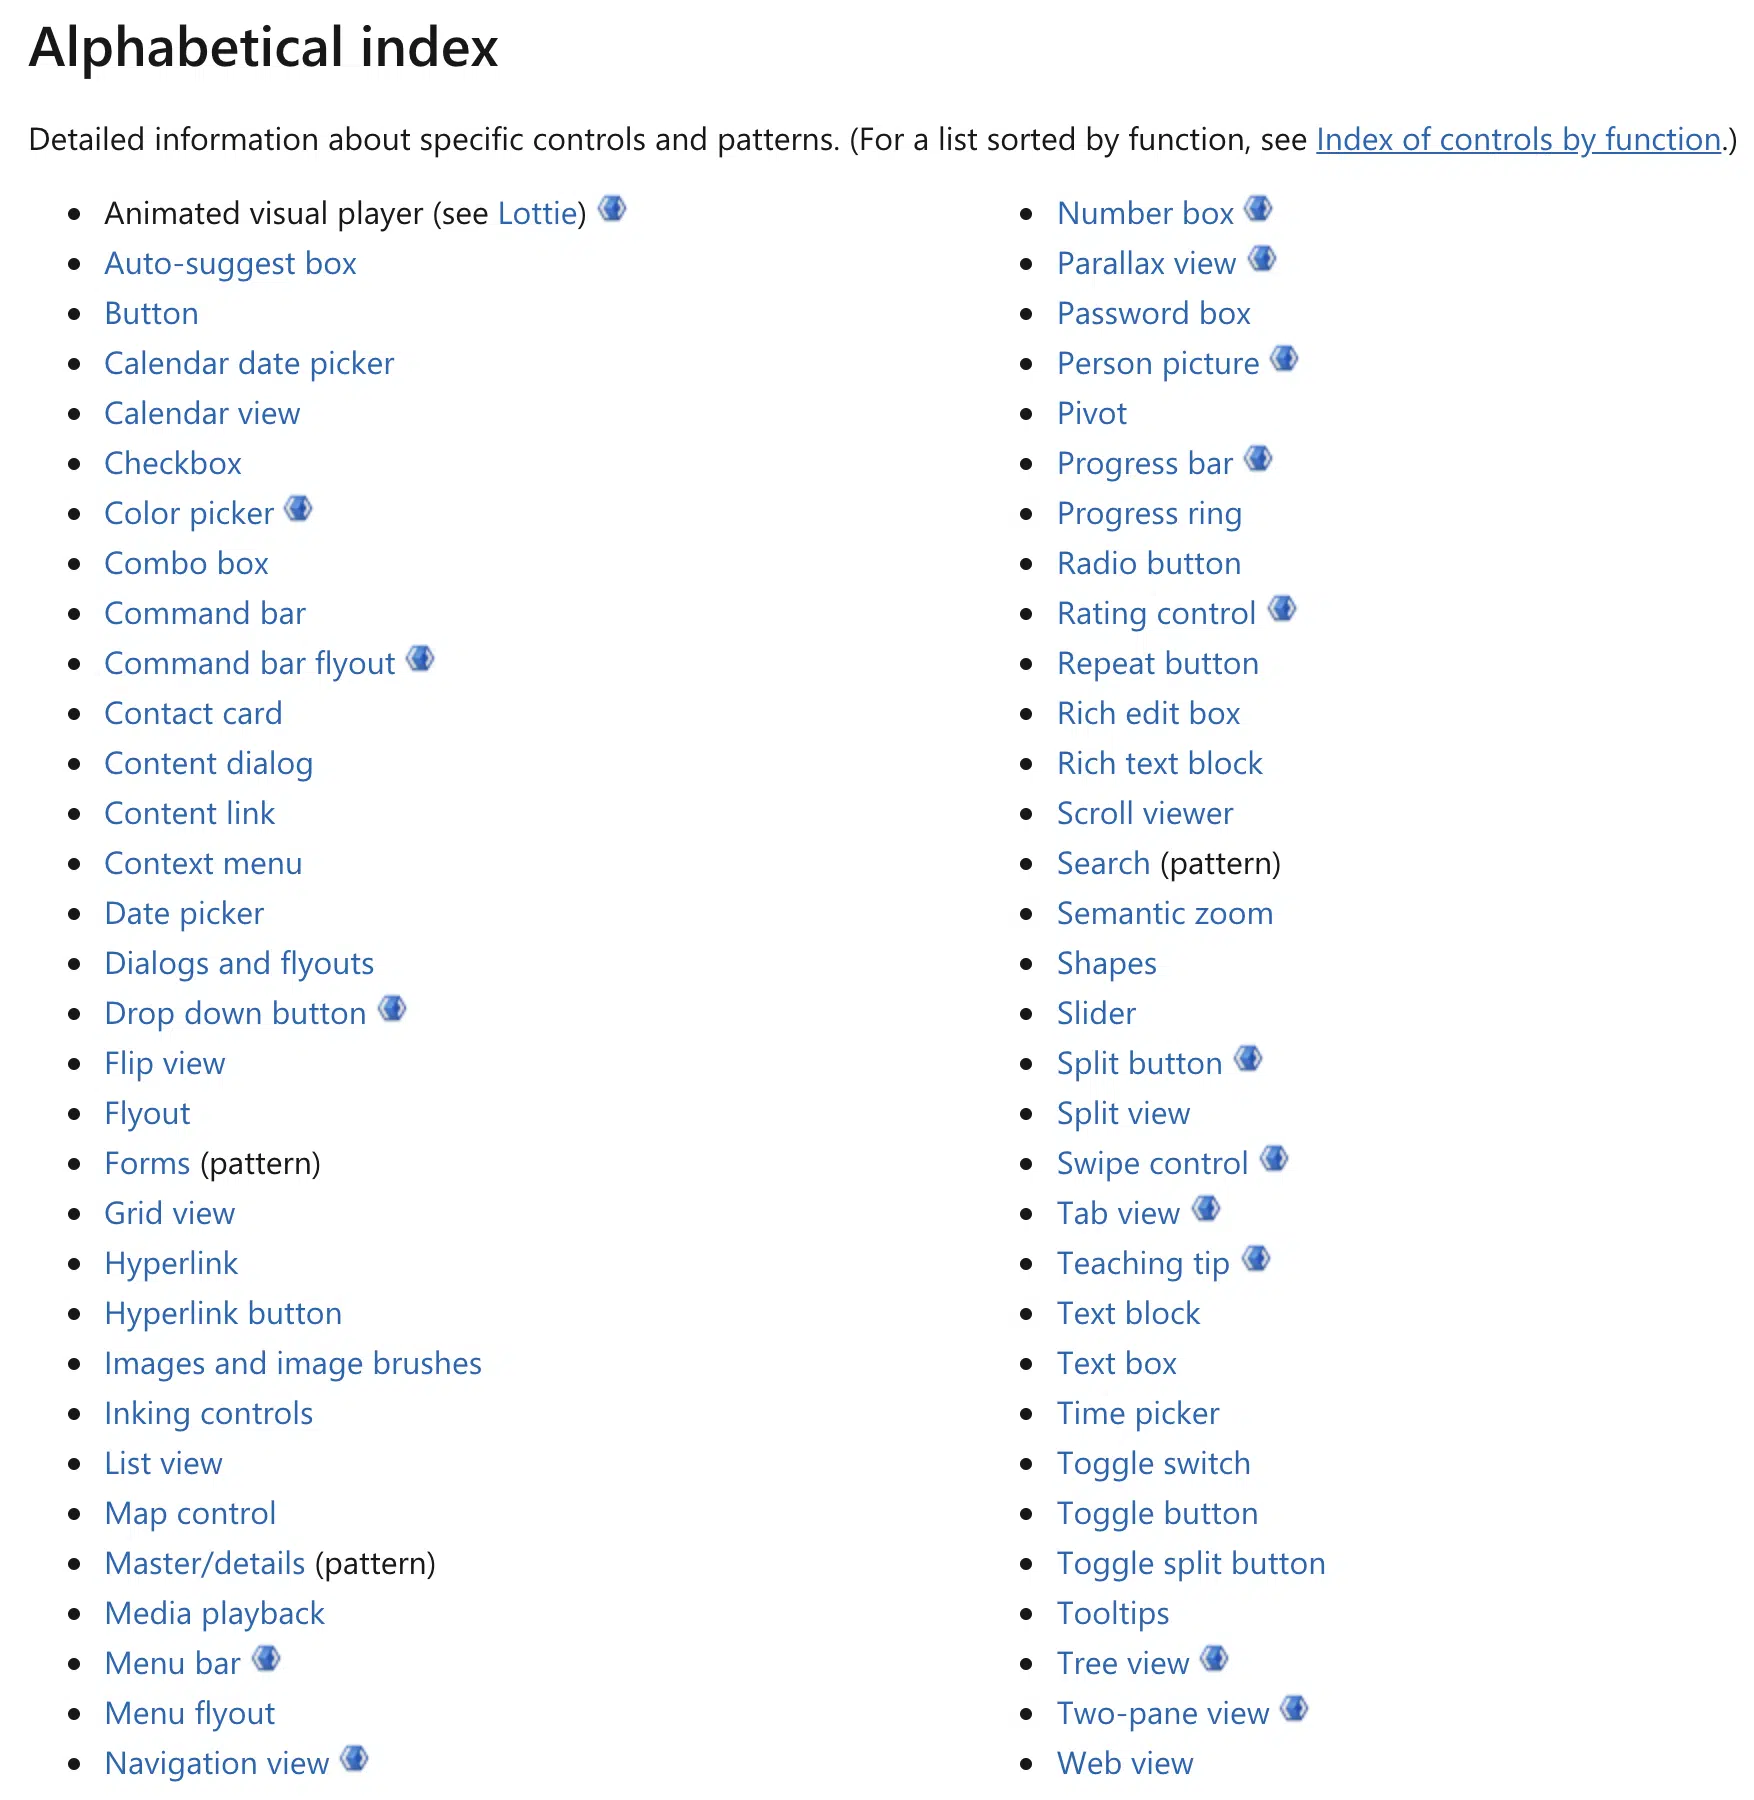 Alphabetical index
Detailed information about specific controls and patterns. (For a list sorted by function, see Index of controls by function.)
Animated visual player (see Lottie)
Auto-suggest box
Button
Calendar date picker
Calendar view
Checkbox
Color picker
Combo box
Command bar
Command bar flyout
Contact card
Content dialog
Content link
Context menu
Date picker
Dialogs and flyouts
Drop down button
Flip view
Flyout
Forms (pattern)
Grid view
Hyperlink
Hyperlink button
Images and image brushes
Inking controls
List view
Map control
Master/details (pattern)
Media playback
Menu bar
Menu flyout
Navigation view
Number box
Parallax view
Password box
Person picture
Pivot
Progress bar
Progress ring
Radio button
Rating control
Repeat button
Rich edit box
Rich text block
Scroll viewer
Search (pattern)
Semantic zoom
Shapes
Slider
Split button
Split view
Swipe control
Tab view
Teaching tip
Text block
Text box
Time picker
Toggle switch
Toggle button
Toggle split button
Tooltips
Tree view
Two-pane view
Web view